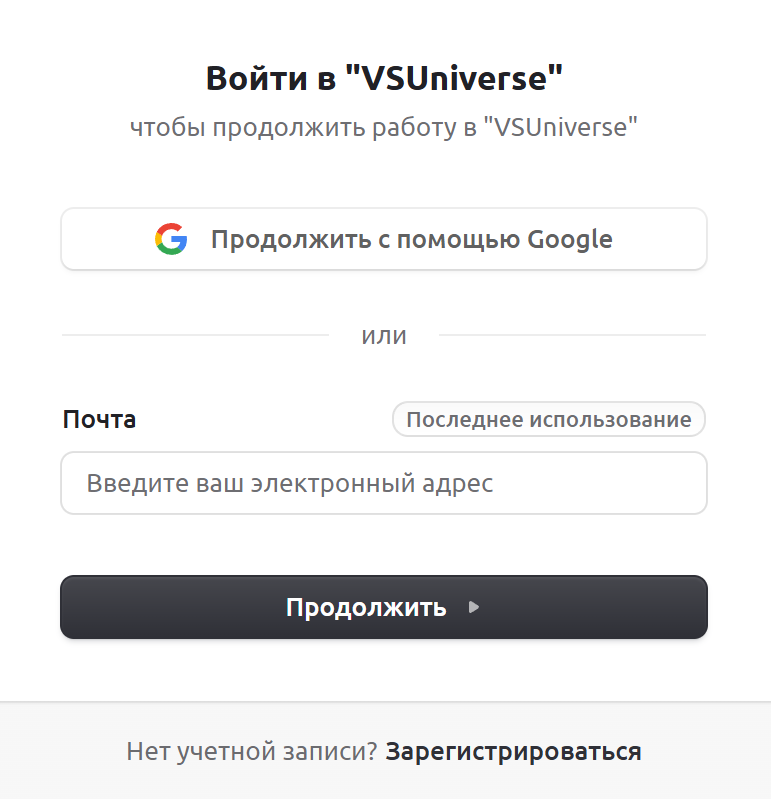 Войти в "VSUniverse"
чтобы продолжить работу в "VSUniverse"
Продолжить с помощью Google
или
Почта
Последнее использование
Введите ваш электронный адрес
Продолжить
Нет учетной записи? Зарегистрироваться